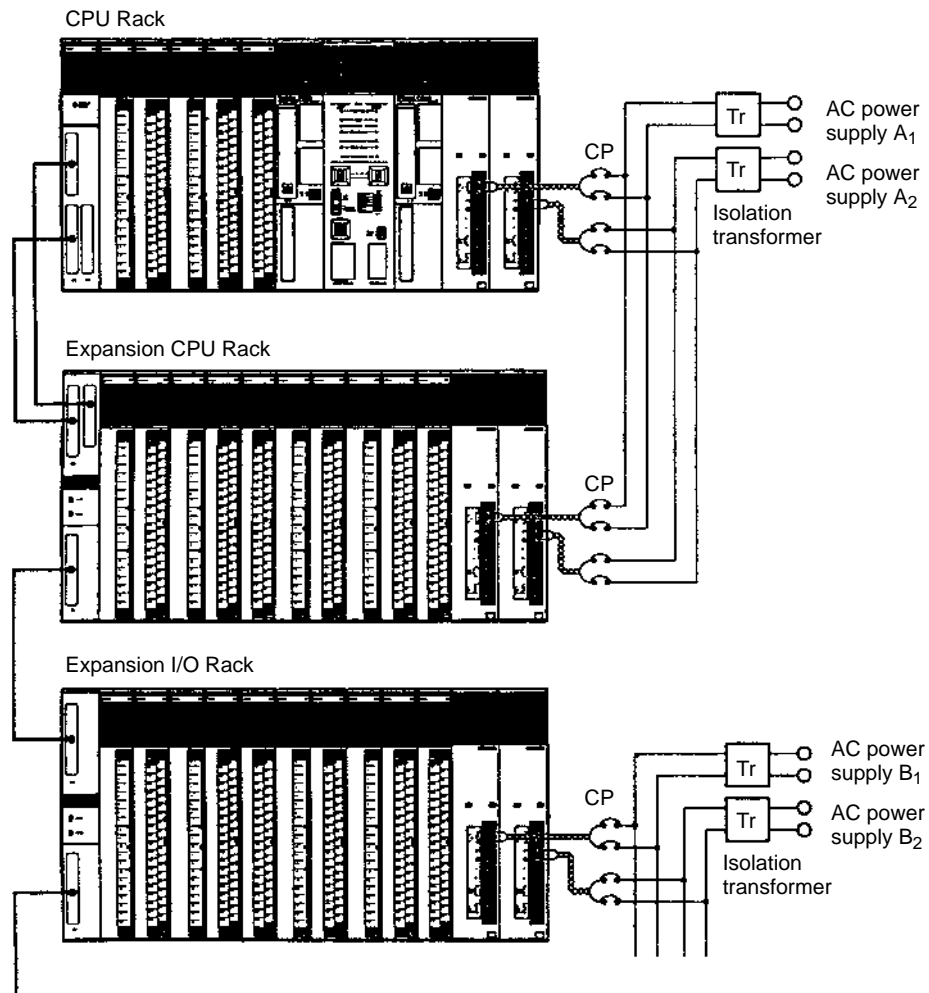 CPU Rack
CP
Tr
AC power
supply A1
Tr
AC power
supply A2
Isolation
transformer
Expansion CPU Rack
CP
Expansion I/O Rack
CP
Tr
AC power
supply B1
Tr
AC power
supply B2
Isolation
transformer